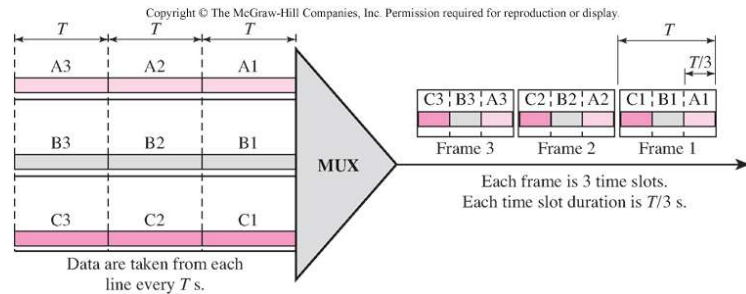 Copyright © The McGraw-Hill Companies, Inc. Permission required for reproduction or display.
T T T
A3 A2 A1
B3 B2 B1
C3 C2 C1
Data are taken from each
line every T s.
MUX
T
T/3
C3 B3 A3 C2 B2 A2 C1 B1 A1
Frame 3 Frame 2 Frame 1
Each frame is 3 time slots.
Each time slot duration is T/3 s.